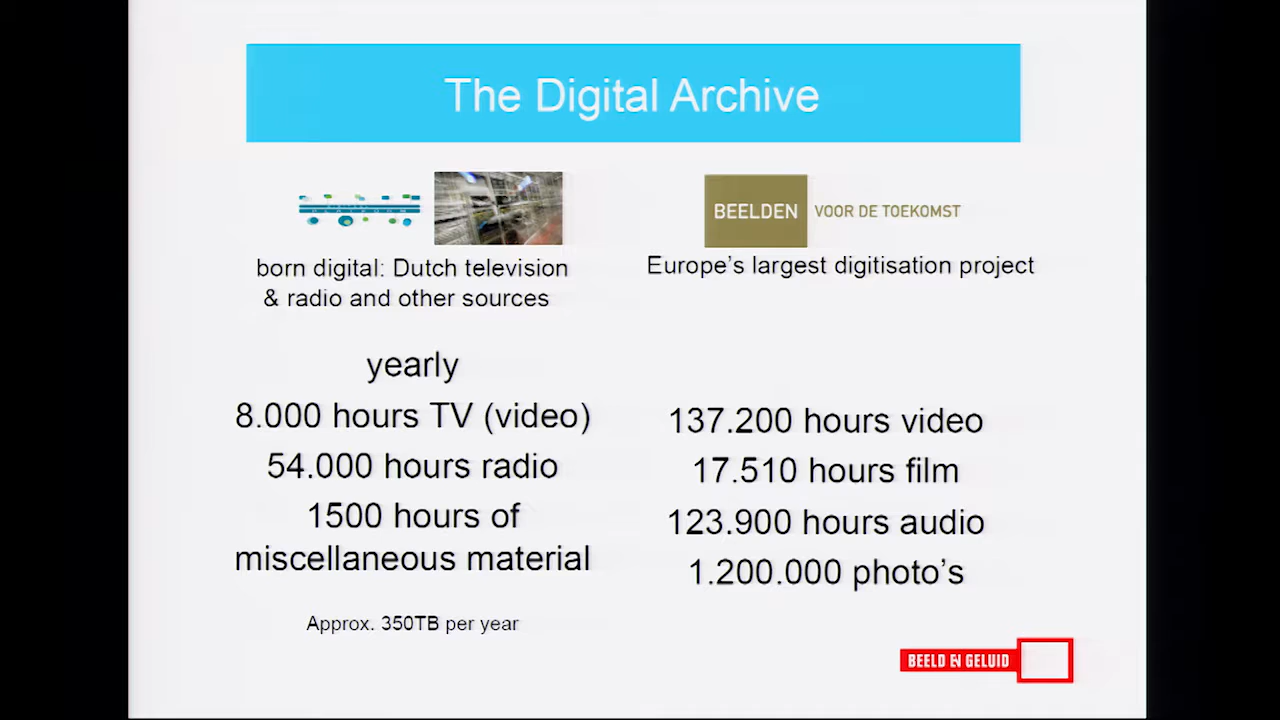 The Digital Archive
BEELDEN VOOR DE TOEKOMST
born digital: Dutch television
& radio and other sources
Europe's largest digitisation project
yearly
8.000 hours TV (video)
54.000 hours radio
1500 hours of
miscellaneous material
Approx. 350TB per year
137.200 hours video
17.510 hours film
123.900 hours audio
1.200.000 photo's
BEELD EN GELUID